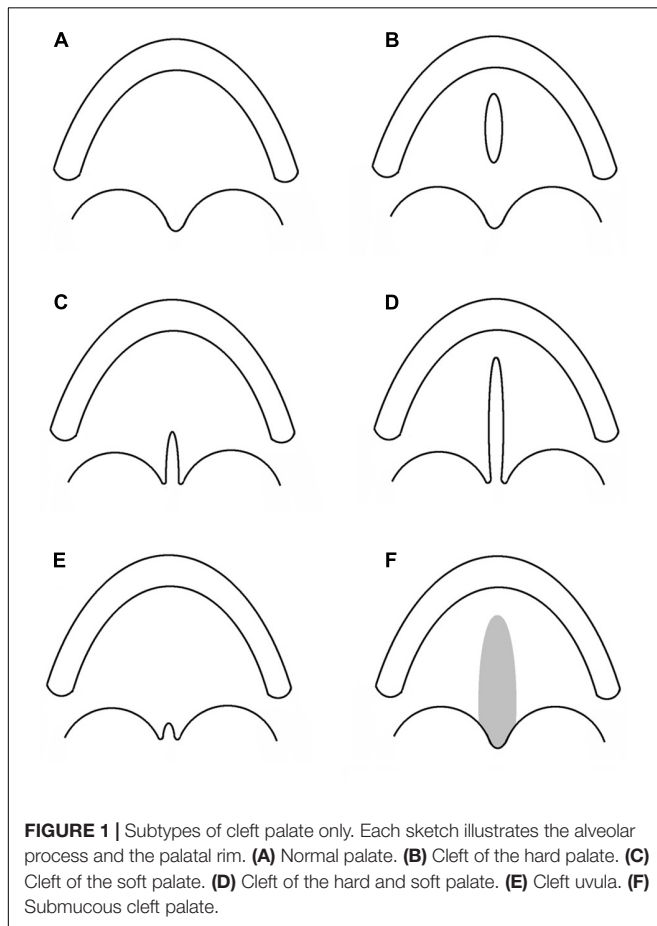 A
B
C
D
E
F
FIGURE 1 | Subtypes of cleft palate only. Each sketch illustrates the alveolar
process and the palatal rim. (A) Normal palate. (B) Cleft of the hard palate. (C)
Cleft of the soft palate. (D) Cleft of the hard and soft palate. (E) Cleft uvula. (F)
Submucous cleft palate.